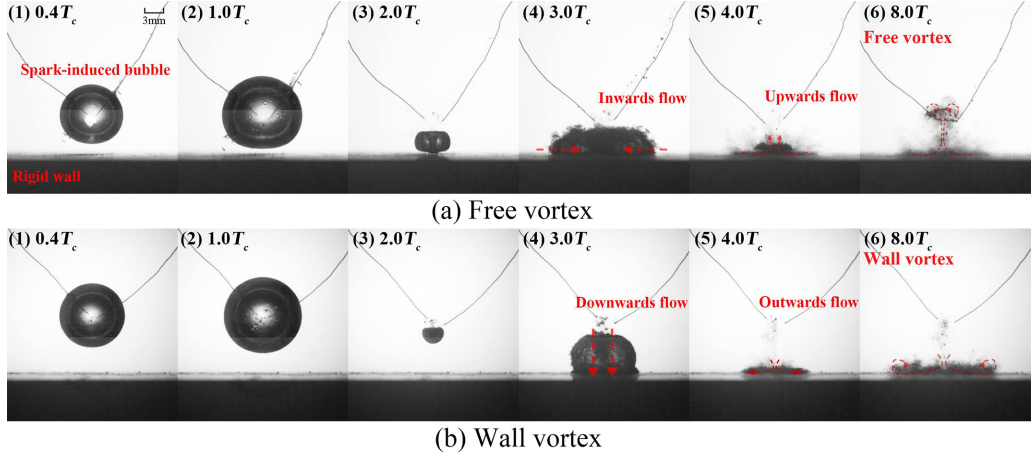 (1) 0.4Tc
3mm
Spark-induced bubble
Rigid wall
(2) 1.0Tc
(3) 2.0Tc
(4) 3.0Tc
Inwards flow
(5) 4.0Tc
Upwards flow
(6) 8.0Tc
Free vortex
(a) Free vortex
(1) 0.4Tc
(2) 1.0Tc
(3) 2.0Tc
(4) 3.0Tc
Downwards flow
(5) 4.0Tc
Outwards flow
(6) 8.0Tc
Wall vortex
(b) Wall vortex